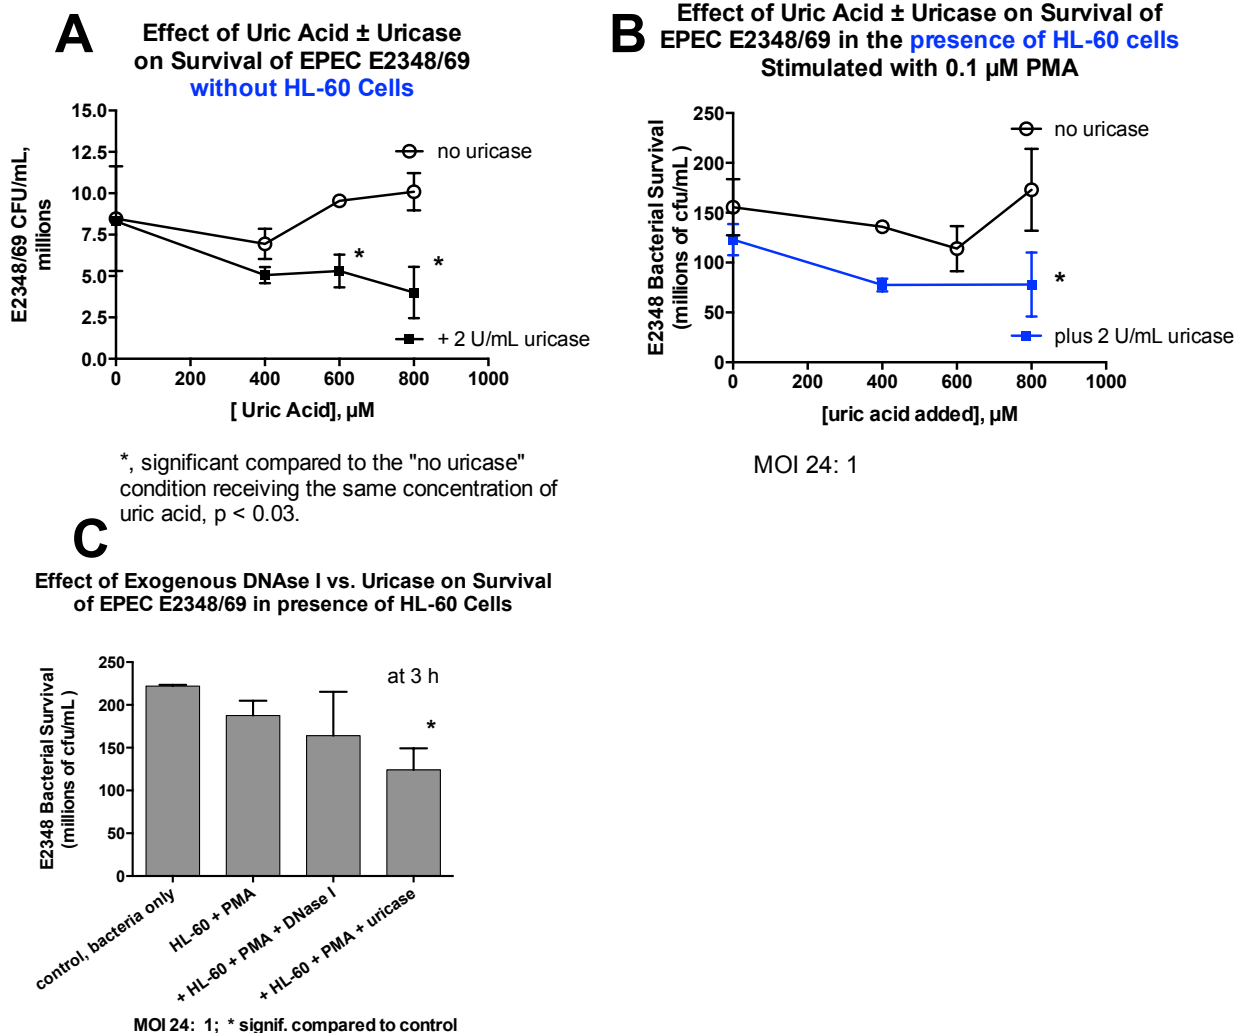 A
Effect of Uric Acid ± Uricase
on Survival of EPEC E2348/69
without HL-60 Cells
E2348/69 CFU/mL,
millions
15.0
12.5
10.0
7.5
5.0
2.5
0.0
no uricase
*
*
+ 2 U/mL uricase
0 200 400 600 800 1000
[ Uric Acid], µM
*, significant compared to the "no uricase"
condition receiving the same concentration of
uric acid, p < 0.03.
B
Effect of Uric Acid ± Uricase on Survival of
EPEC E2348/69 in the presence of HL-60 cells
Stimulated with 0.1 µM PMA
E2348 Bacterial Survival
(millions of cfu/mL )
250
200
150
100
50
0
no uricase
*
plus 2 U/mL uricase
0 200 400 600 800 1000
[uric acid added], µM
MOI 24: 1
C
Effect of Exogenous DNAse I vs. Uricase on Survival
of EPEC E2348/69 in presence of HL-60 Cells
E2348 Bacterial Survival
(millions of cfu/mL )
250
200
150
100
50
0
at 3 h
*
control, bacteria only
HL-60 + PMA
+ HL-60 + PMA + DNase I
+ HL-60 + PMA + uricase
MOI 24: 1; * signif. compared to control